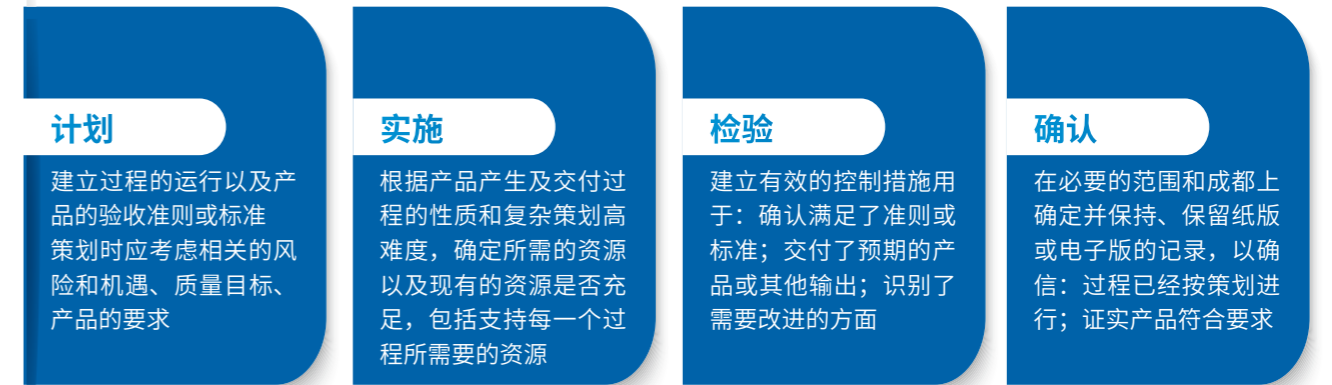 计划
建立过程的运行以及产
品的验收准则或标准
策划时应考虑相关的风
险和机遇、质量目标、
产品的要求
实施
根据产品产生及交付过
程的性质和复杂策划高
难度，确定所需的资源
以及现有的资源是否充
足，包括支持每一个过
程所需要的资源
检验
建立有效的控制措施用
于：确认满足了准则或
标准；交付了预期的产
品或其他输出；识别了
需要改进的方面
确认
在必要的范围和成都上
确定并保持、保留纸版
或电子版的记录，以确
信：过程已经按策划进
行；证实产品符合要求